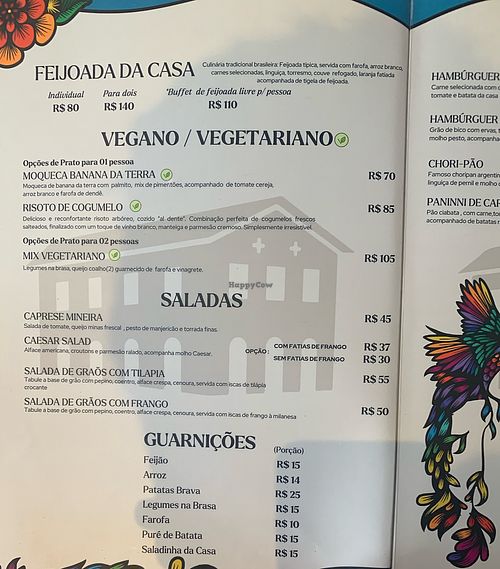 FEIJOADA DA CASA
Culinária tradicional brasileira: Feijoada típica, servida com farofa, arroz branco,
carnes selecionadas, linguiça, torresmo, couve refogado, laranja fatiada
acompanhada de tigela de feijoada.
Individual Para dois *Buffet de feijoada livre p/ pessoa
R$ 80 R$ 140 R$ 110
VEGANO / VEGETARIANO
Opções de Prato para 01 pessoa
MOQUECA BANANA DA TERRA R$ 70
Moqueca de banana da terra com palmito, mix de pimentões, acompanhado de tomate cereja,
arroz branco e farofa de dendê.
RISOTO DE COGUMELO R$ 85
Delicioso e reconfortante risoto arbóreo, cozido "al dente". Combinação perfeita de cogumelos frescos
salteados, finalizado com um toque de vinho branco, manteiga e parmesão cremoso. Simplesmente irresistível.
Opções de Prato para 02 pessoas
MIX VEGETARIANO R$ 105
Legumes na brasa, queijo coalho(2) guarnecido de farofa e vinagrete.
HappyCow
SALADAS
CAPRESE MINEIRA R$ 45
Salada de tomate, queijo minas frescal , pesto de manjericão e torrada finas.
CAESAR SALAD
Alface americana, croutons e parmesão ralado, acompanha molho Caesar.
OPÇÃO : COM FATIAS DE FRANGO R$ 37
SEM FATIAS DE FRANGO R$ 30
SALADA DE GRAÕS COM TILAPIA R$ 55
Tabule a base de grão com pepino, coentro, alface crespa, cenoura, servida com iscas de tilápia
crocante
SALADA DE GRÃOS COM FRANGO R$ 50
Tabule a base de grão com pepino, coentro, alface crespa, cenoura, servida com iscas de frango à milanesa
GUARNIÇÕES (Porção)
Feijão R$ 15
Arroz R$ 14
Patatas Brava R$ 25
Legumes na Brasa R$ 15
Farofa R$ 10
Purê de Batata R$ 15
Saladinha da Casa R$ 15
HAMBÚRGUER
Carne selecionada com
tomate e batata da casa
HAMBÚRGUER
Grão de bico com ervas,
molho pesto, acompanha
CHORI-PÃO
Famoso choripan argentin
linguiça de pernil e molho
PANINNI DE CAR
Pão ciabata , com carne,to
acompanhado de batatas